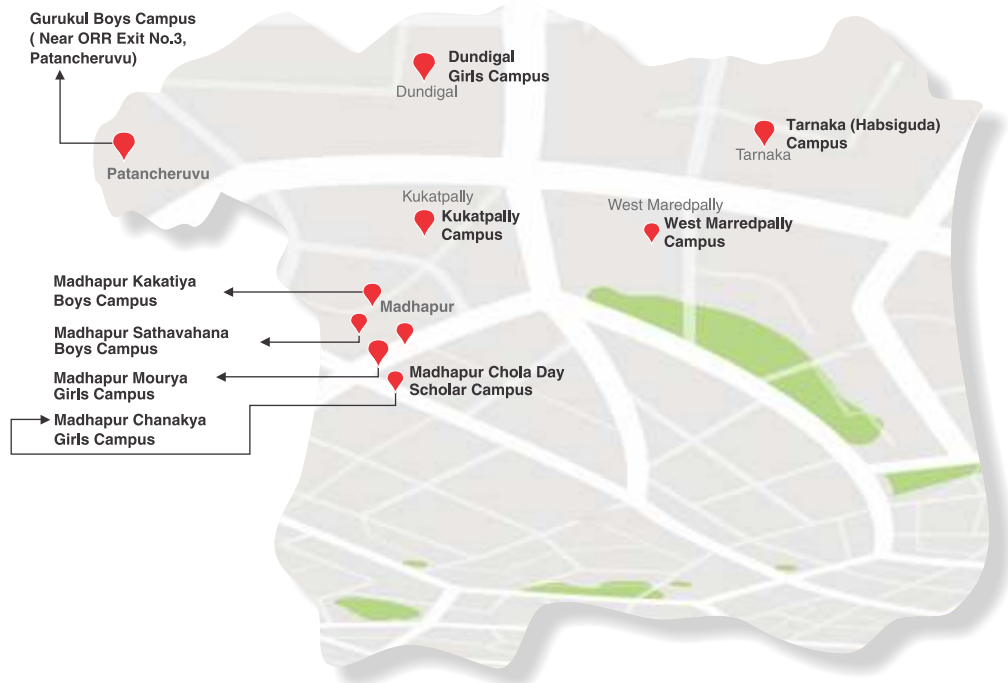 Gurukul Boys Campus
( Near ORR Exit No.3,
Patancheruvu)
Dundigal
Girls Campus
Dundigal
Tarnaka (Habsiguda)
Campus
Tarnaka
Patancheruvu
Kukatpally
Kukatpally
Campus
West Maredpally
West Marredpally
Campus
Madhapur Kakatiya
Boys Campus
Madhapur
Madhapur Sathavahana
Boys Campus
Madhapur Mourya
Girls Campus
Madhapur Chola Day
Scholar Campus
Madhapur Chanakya
Girls Campus